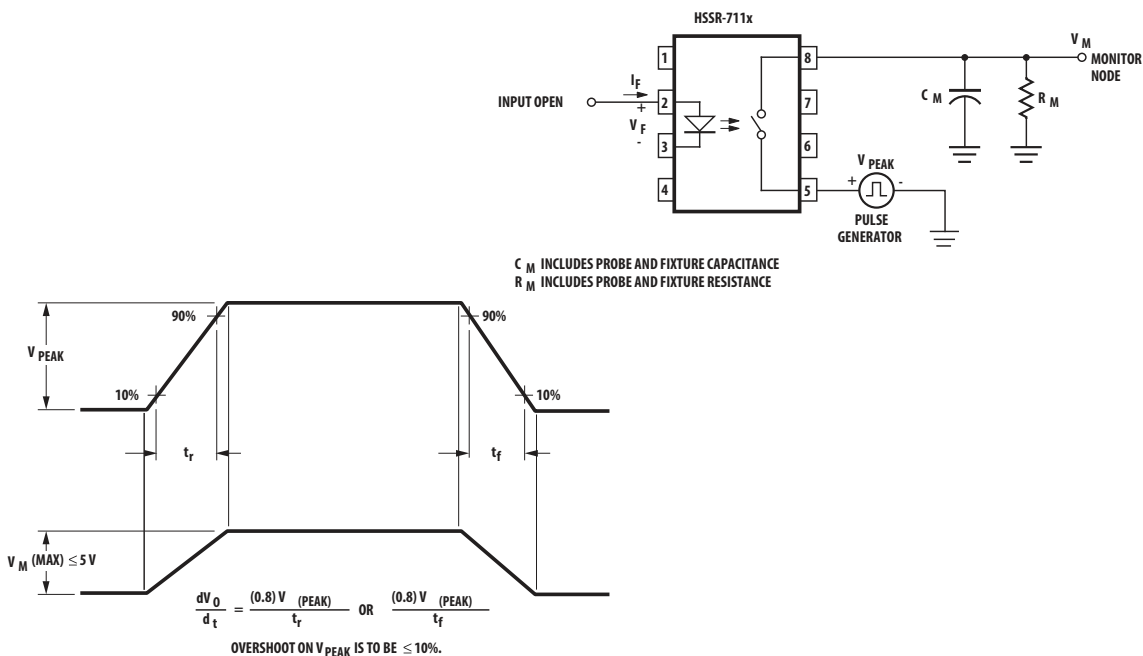 HSSR-711x
1
2
3
4
8
7
6
5
INPUT OPEN
I F
+
V F
-
V M
MONITOR
NODE
C M
R M
V PEAK
+
-
PULSE
GENERATOR
C M INCLUDES PROBE AND FIXTURE CAPACITANCE
R M INCLUDES PROBE AND FIXTURE RESISTANCE
90%
90%
V PEAK
10%
10%
t r
t f
V M (MAX) ≤ 5 V
dV O / d t = (0.8) V (PEAK) / t r OR (0.8) V (PEAK) / t f
OVERSHOOT ON V PEAK IS TO BE ≤ 10%.